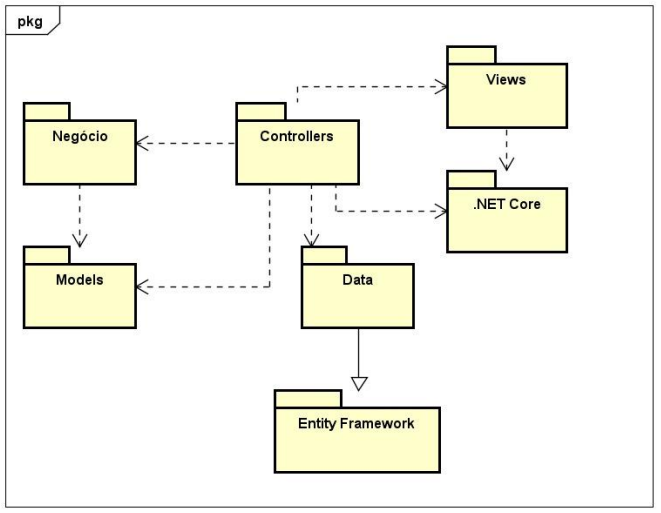 pkg
Views
Negócio
Controllers
.NET Core
Models
Data
Entity Framework